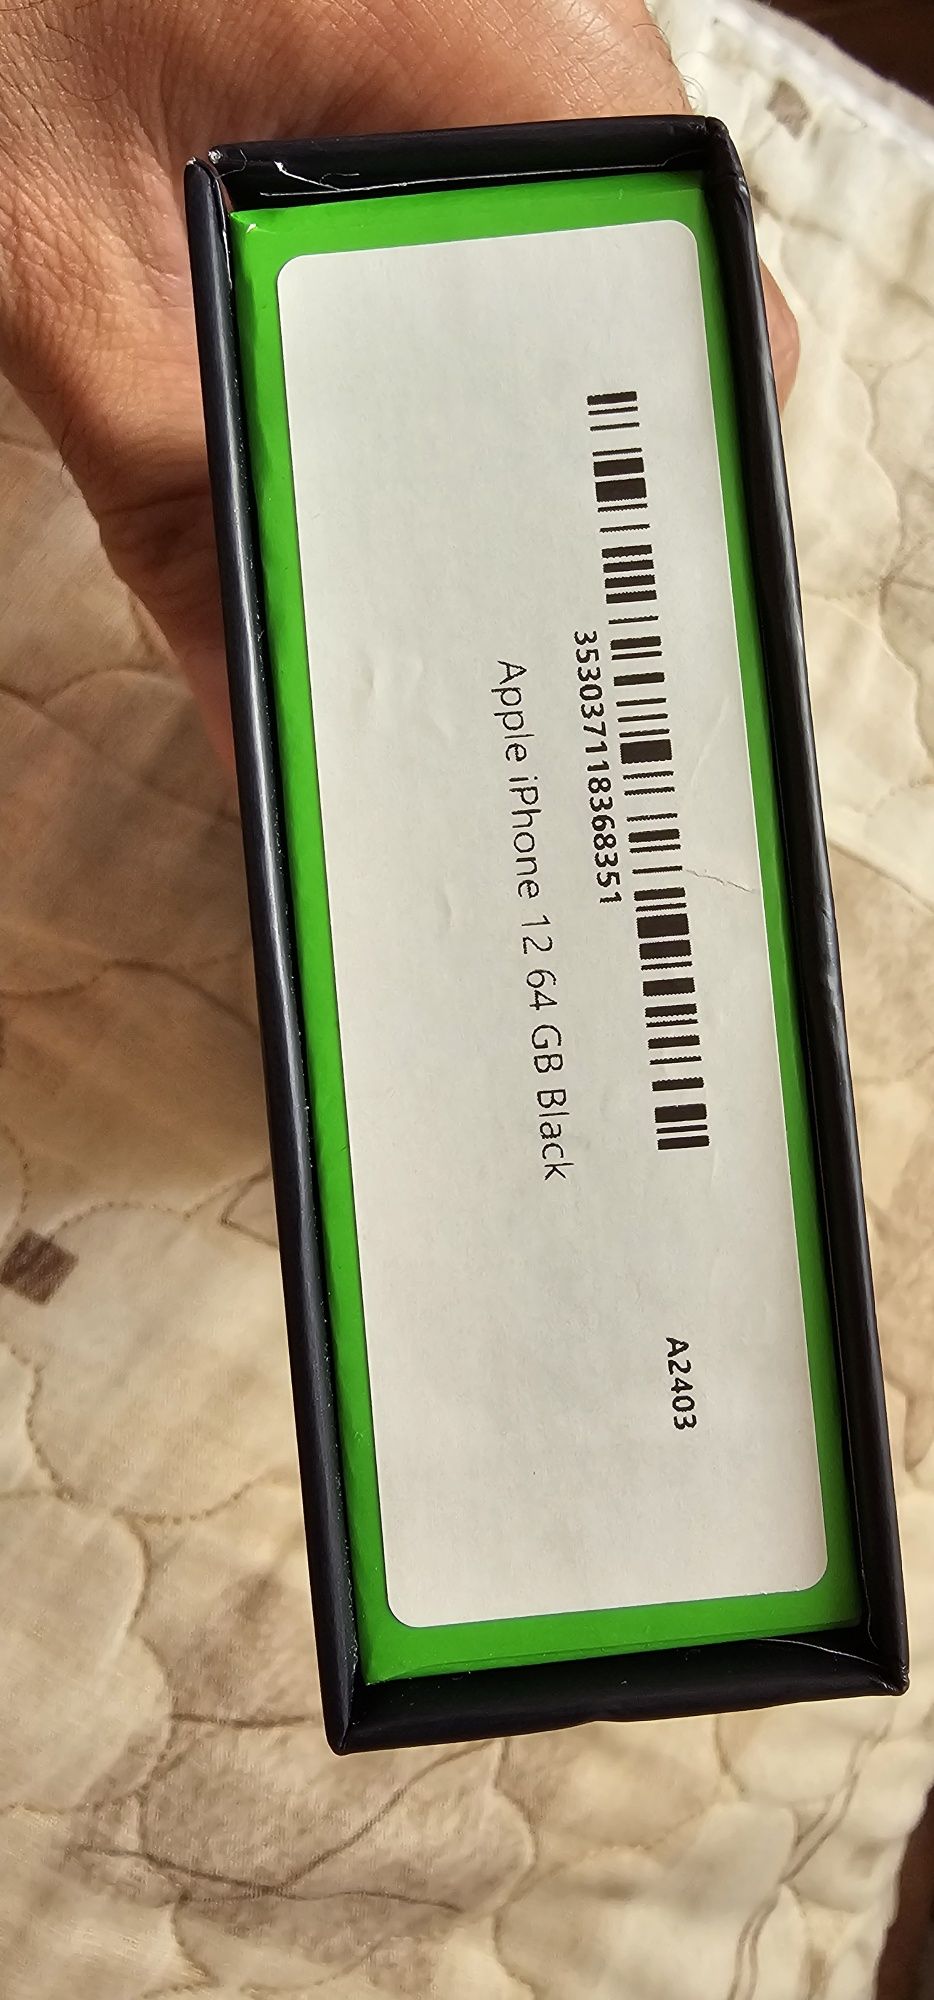 353037118368351
A2403
Apple iPhone 12 64 GB Black